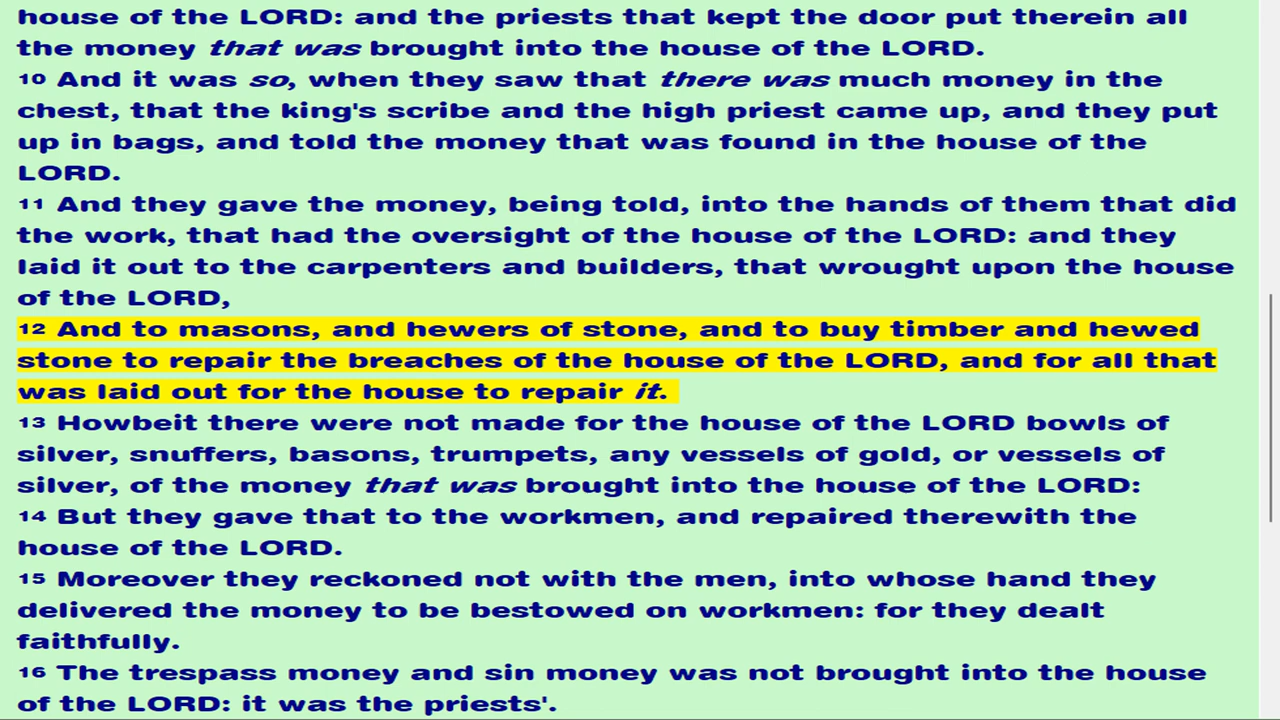 house of the LORD: and the priests that kept the door put therein all
the money that was brought into the house of the LORD.
10 And it was so, when they saw that there was much money in the
chest, that the king's scribe and the high priest came up, and they put
up in bags, and told the money that was found in the house of the
LORD.
11 And they gave the money, being told, into the hands of them that did
the work, that had the oversight of the house of the LORD: and they
laid it out to the carpenters and builders, that wrought upon the house
of the LORD,
12 And to masons, and hewers of stone, and to buy timber and hewed
stone to repair the breaches of the house of the LORD, and for all that
was laid out for the house to repair it.
13 Howbeit there were not made for the house of the LORD bowls of
silver, snuffers, basons, trumpets, any vessels of gold, or vessels of
silver, of the money that was brought into the house of the LORD:
14 But they gave that to the workmen, and repaired therewith the
house of the LORD.
15 Moreover they reckoned not with the men, into whose hand they
delivered the money to be bestowed on workmen: for they dealt
faithfully.
16 The trespass money and sin money was not brought into the house
of the LORD: it was the priests'.